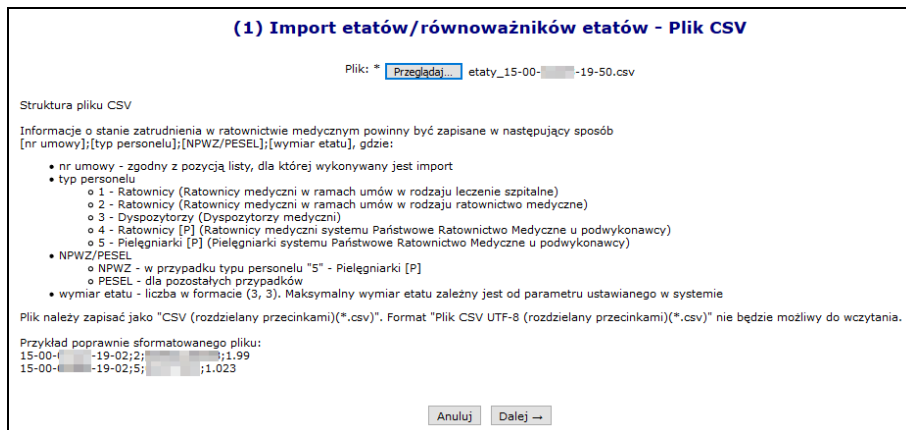 (1) Import etatów/równoważników etatów - Plik CSV
Plik: * Przeglądaj... etaty_15-00- -19-50.csv
Struktura pliku CSV
Informacje o stanie zatrudnienia w ratownictwie medycznym powinny być zapisane w następujący sposób
[nr umowy];[typ personelu];[NPWZ/PESEL];[wymiar etatu], gdzie:
• nr umowy - zgodny z pozycją listy, dla której wykonywany jest import
• typ personelu
o 1 - Ratownicy (Ratownicy medyczni w ramach umów w rodzaju leczenie szpitalne)
o 2 - Ratownicy (Ratownicy medyczni w ramach umów w rodzaju ratownictwo medyczne)
o 3 - Dyspozytorzy (Dyspozytorzy medyczni)
o 4 - Ratownicy [P] (Ratownicy medyczni systemu Państwowe Ratownictwo Medyczne u podwykonawcy)
o 5 - Pielęgniarki [P] (Pielęgniarki systemu Państwowe Ratownictwo Medyczne u podwykonawcy)
• NPWZ/PESEL
o NPWZ - w przypadku typu personelu "5" - Pielęgniarki [P]
o PESEL - dla pozostałych przypadków
• wymiar etatu - liczba w formacie (3, 3). Maksymalny wymiar etatu zależny jest od parametru ustawianego w systemie
Plik należy zapisać jako "CSV (rozdzielany przecinkami)(*.csv)". Format "Plik CSV UTF-8 (rozdzielany przecinkami)(*.csv)" nie będzie możliwy do wczytania.
Przykład poprawnie sformatowanego pliku:
15-00- -19-02;2; ;1.99
15-00- -19-02;5; ;1.023
Anuluj Dalej →